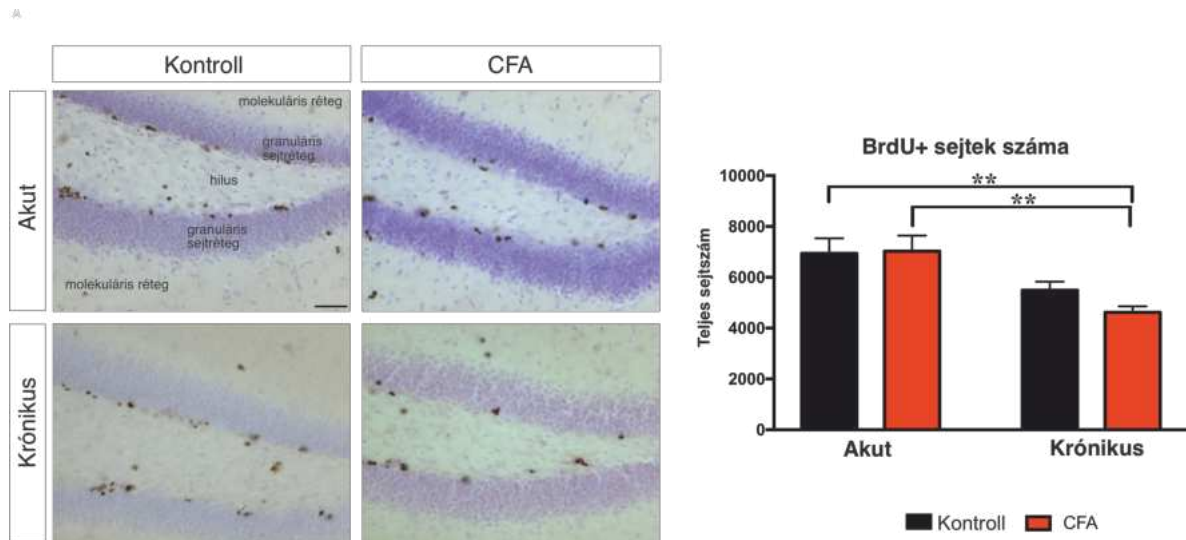 A
Kontroll
CFA
Akut
molekuláris réteg
granuláris
sejtréteg
hilus
granuláris
sejtréteg
molekuláris réteg
Krónikus
BrdU+ sejtek száma
**
**
Teljes sejtszám
10000
8000
6000
4000
2000
0
Akut
Krónikus
Kontroll
CFA